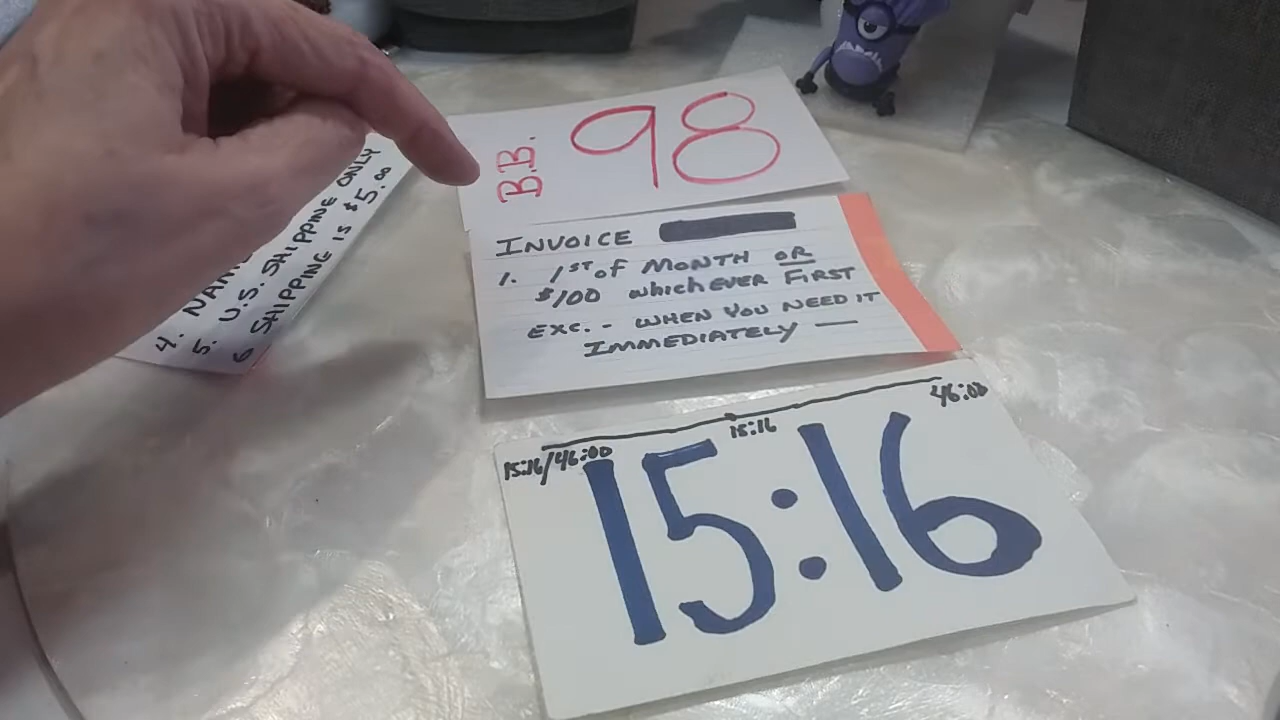 B.B. 98
INVOICE
1. 1ST of MONTH OR
$100 whichEVER FIRST
EXC. - WHEN YOU NEED IT
IMMEDIATELY —
4.
5. U.S. SHIPPING ONLY
6 SHIPPING IS $5.00
15:16/46:00
15:16
46:00
15:16